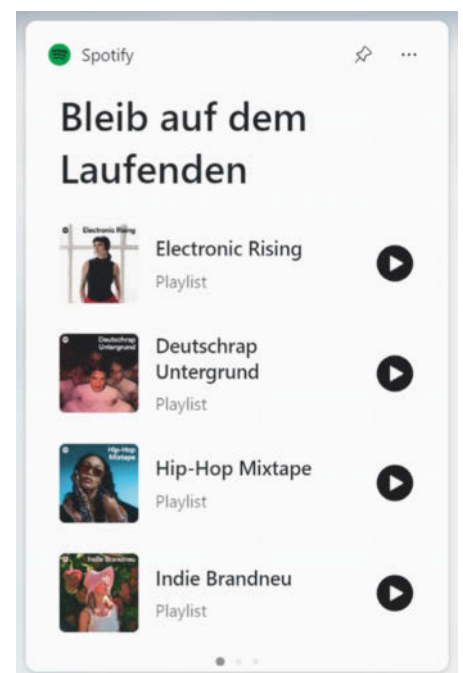 Spotify
Bleib auf dem
Laufenden
Electronic Rising
Electronic Rising
Playlist
Deutschrap
Untergrund
Deutschrap
Untergrund
Playlist
Hip-Hop
Mixtape
Hip-Hop Mixtape
Playlist
Indie Brandneu
Indie Brandneu
Playlist